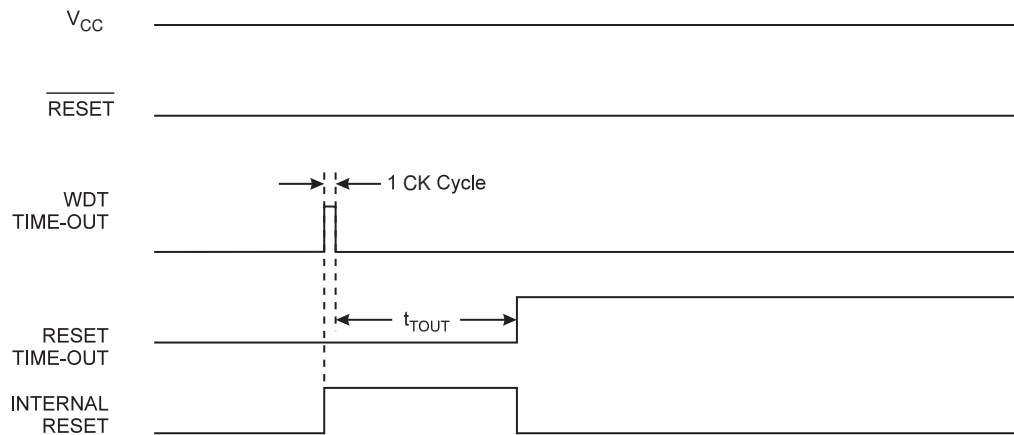 VCC
RESET
1 CK Cycle
WDT
TIME-OUT
tTOUT
RESET
TIME-OUT
INTERNAL
RESET